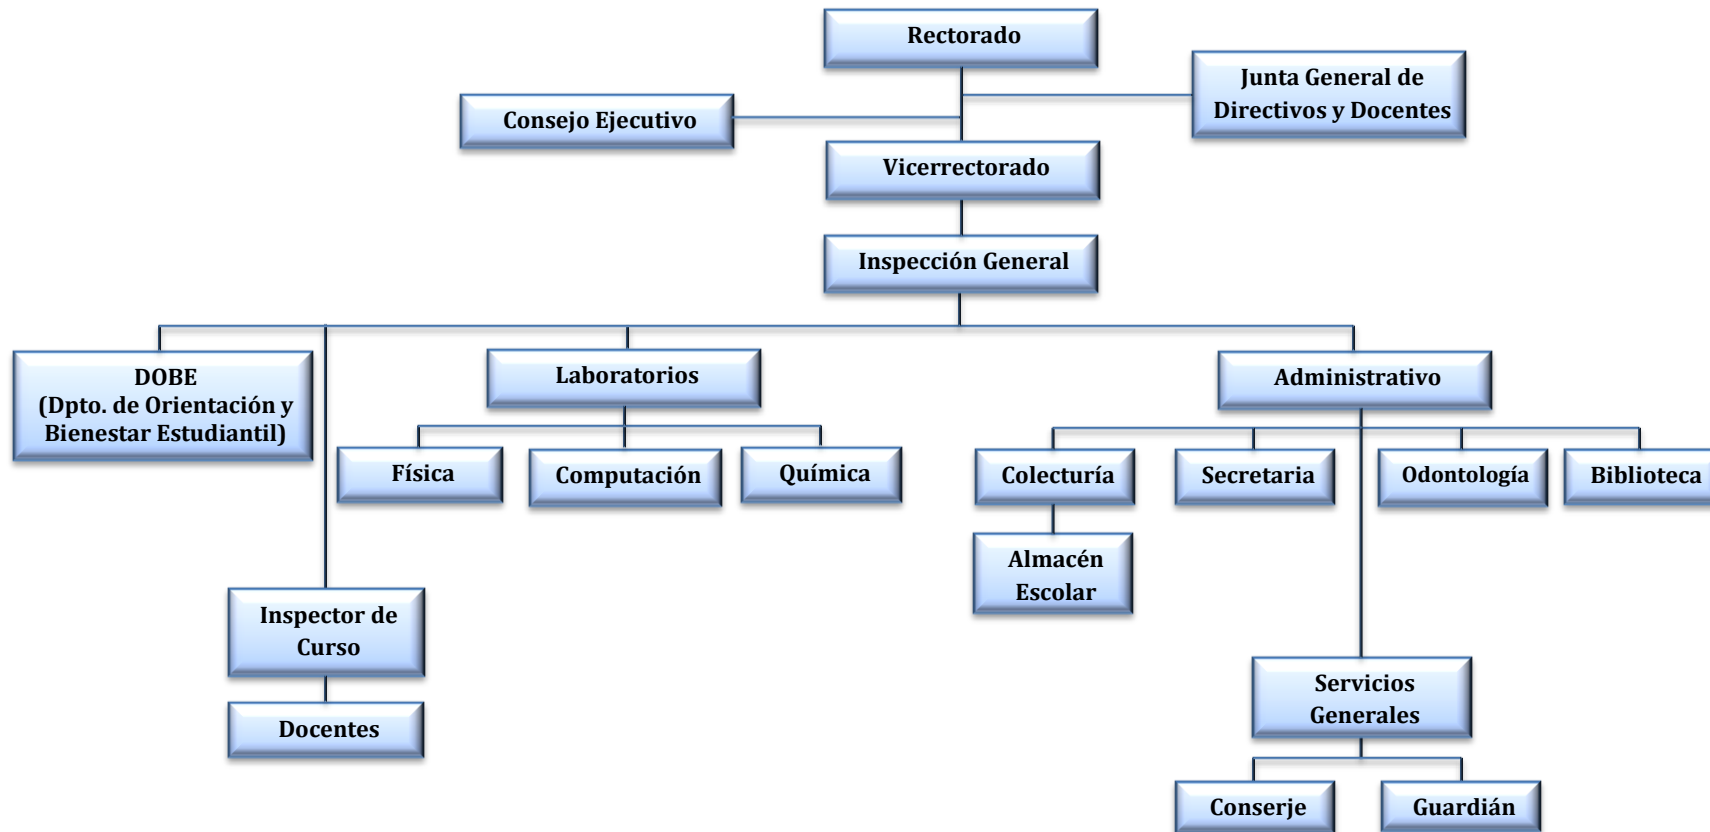 Rectorado
Junta General de
Directivos y Docentes
Consejo Ejecutivo
Vicerrectorado
Inspección General
DOBE
(Dpto. de Orientación y
Bienestar Estudiantil)
Laboratorios
Administrativo
Física
Computación
Química
Colecturía
Secretaria
Odontología
Biblioteca
Almacén
Escolar
Inspector de
Curso
Docentes
Servicios
Generales
Conserje
Guardián